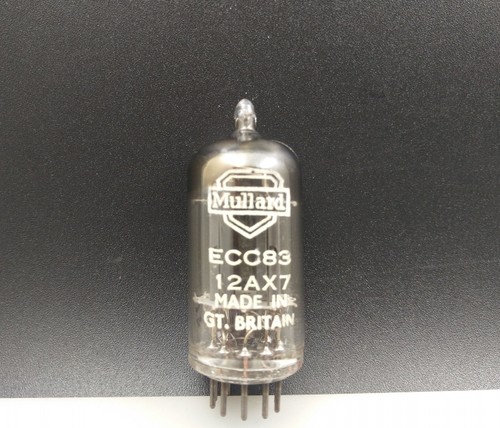 Mullard
ECC83
12AX7
MADE IN
GT. BRITAIN